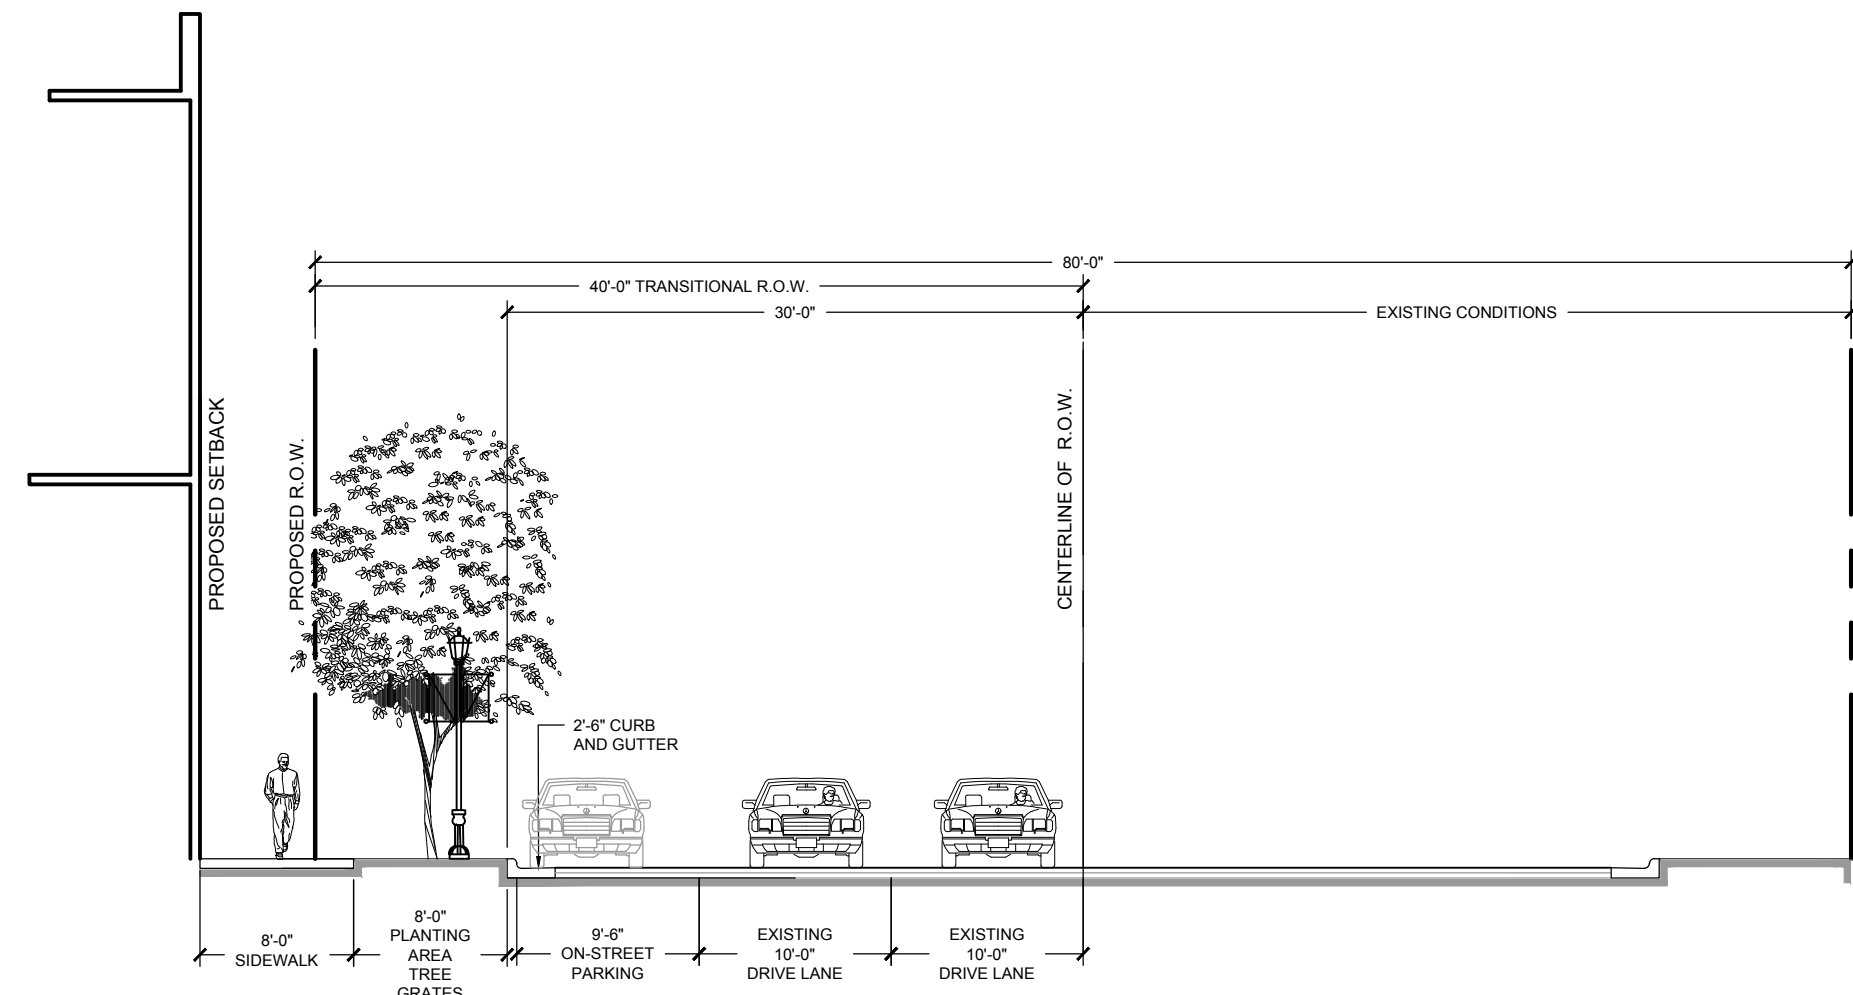 80'-0"
40'-0" TRANSITIONAL R.O.W.
30'-0"
EXISTING CONDITIONS
PROPOSED SETBACK
PROPOSED R.O.W.
CENTERLINE OF R.O.W.
2'-6" CURB
AND GUTTER
8'-0"
SIDEWALK
8'-0"
PLANTING
AREA
TREE
GRATES
9'-6"
ON-STREET
PARKING
EXISTING
10'-0"
DRIVE LANE
EXISTING
10'-0"
DRIVE LANE